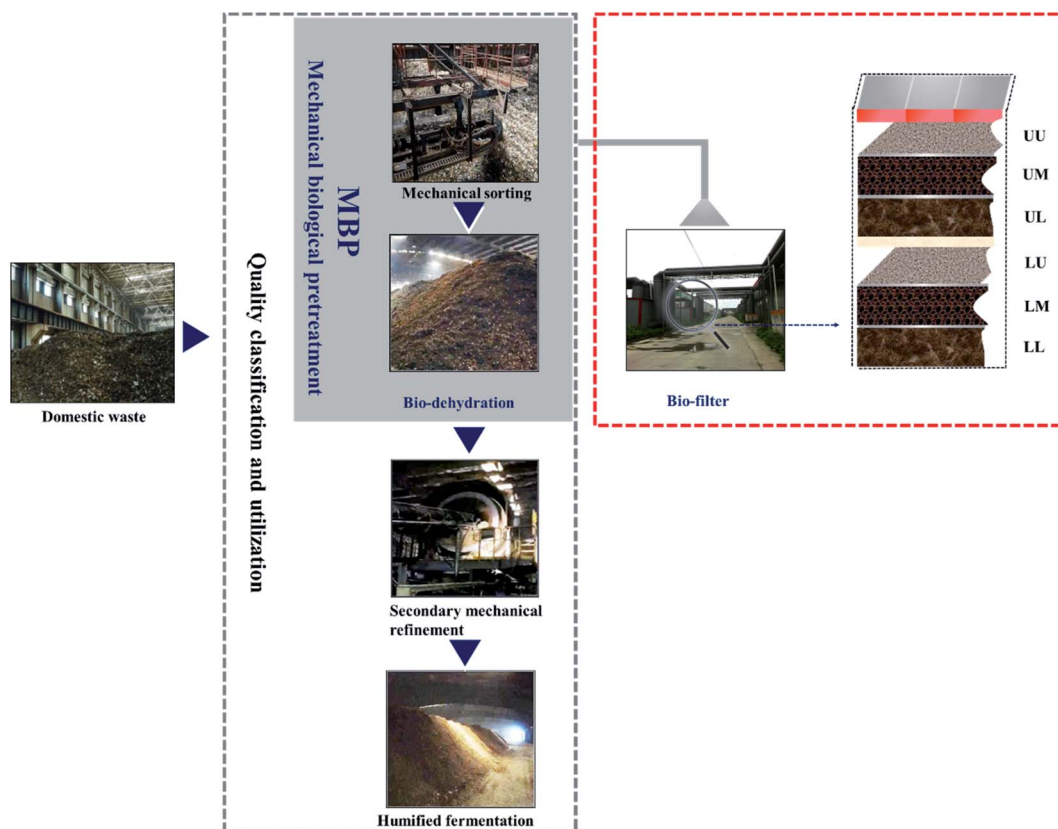 Domestic waste
Quality classification and utilization
Mechanical biological pretreatment
MBP
Mechanical sorting
Bio-dehydration
Secondary mechanical
refinement
Humified fermentation
Bio-filter
UU
UM
UL
LU
LM
LL